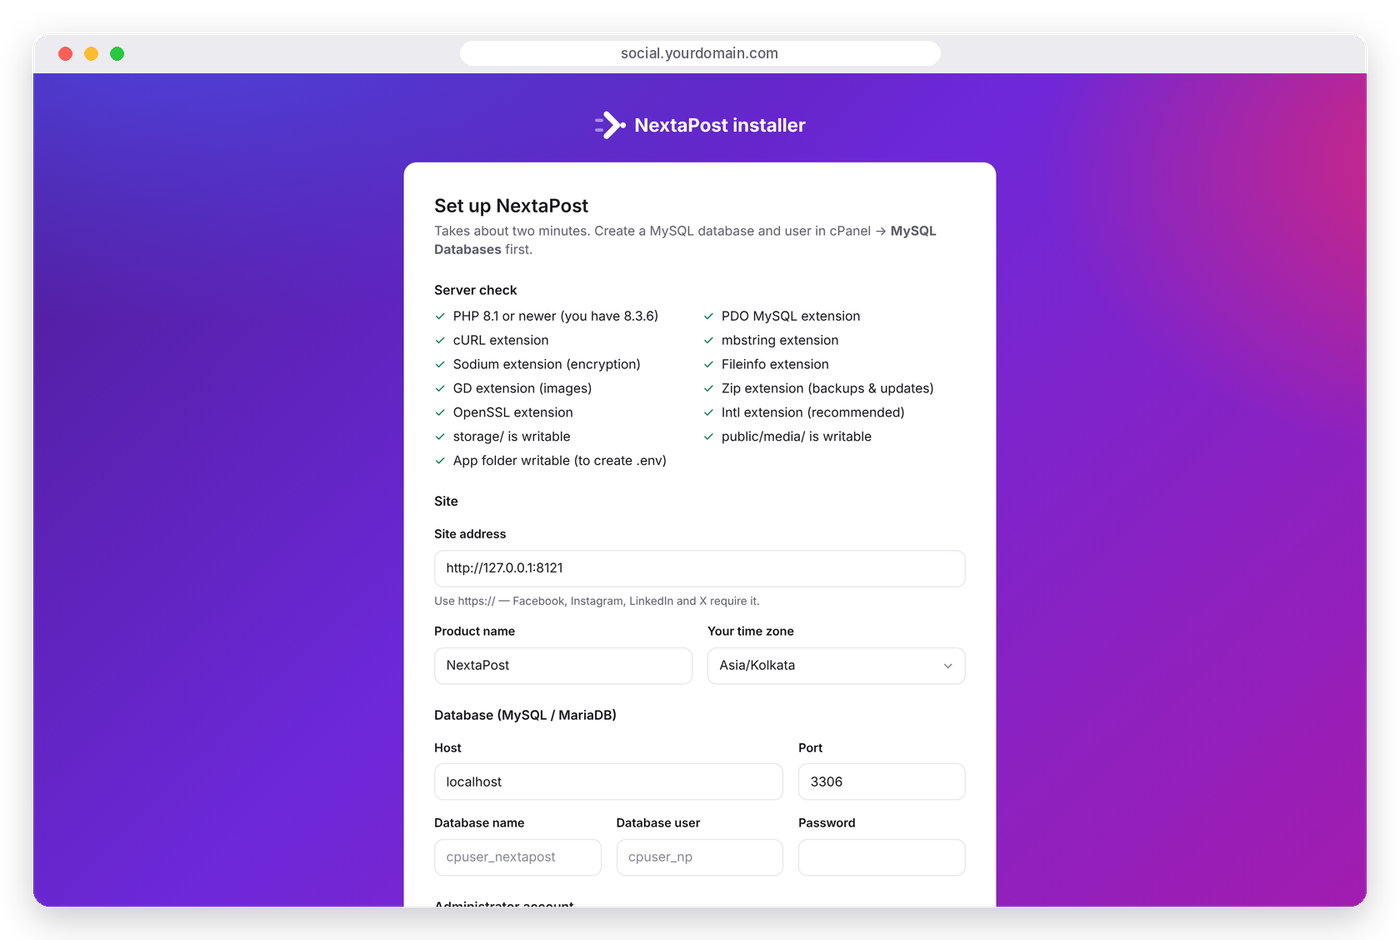 social.yourdomain.com
NextaPost installer
Set up NextaPost
Takes about two minutes. Create a MySQL database and user in cPanel → MySQL
Databases first.
Server check
PHP 8.1 or newer (you have 8.3.6)
PDO MySQL extension
cURL extension
mbstring extension
Sodium extension (encryption)
Fileinfo extension
GD extension (images)
Zip extension (backups & updates)
OpenSSL extension
Intl extension (recommended)
storage/ is writable
public/media/ is writable
App folder writable (to create .env)
Site
Site address
http://127.0.0.1:8121
Use https:// — Facebook, Instagram, LinkedIn and X require it.
Product name
Your time zone
NextaPost
Asia/Kolkata
Database (MySQL / MariaDB)
Host
Port
localhost
3306
Database name
Database user
Password
cpuser_nextapost
cpuser_np
Administrator account